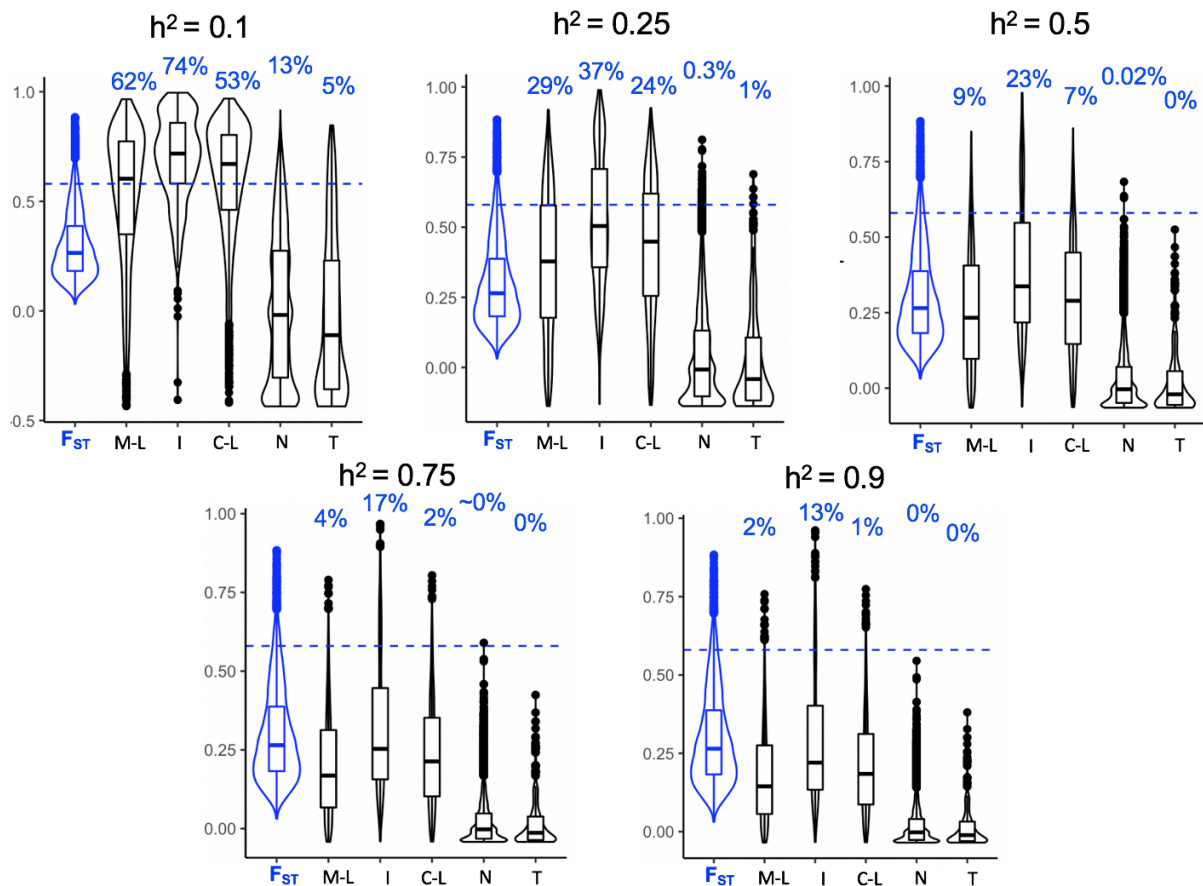 h² = 0.1
62% 74% 53% 13% 5%
1.0
0.5
0.0
-0.5
FST M-L I C-L N T
h² = 0.25
29% 37% 24% 0.3% 1%
1.00
0.75
0.50
0.25
0.00
FST M-L I C-L N T
h² = 0.5
9% 23% 7% 0.02% 0%
1.00
0.75
0.50
0.25
0.00
FST M-L I C-L N T
h² = 0.75
4% 17% 2% ~0% 0%
1.00
0.75
0.50
0.25
0.00
FST M-L I C-L N T
h² = 0.9
2% 13% 1% 0% 0%
1.00
0.75
0.50
0.25
0.00
FST M-L I C-L N T